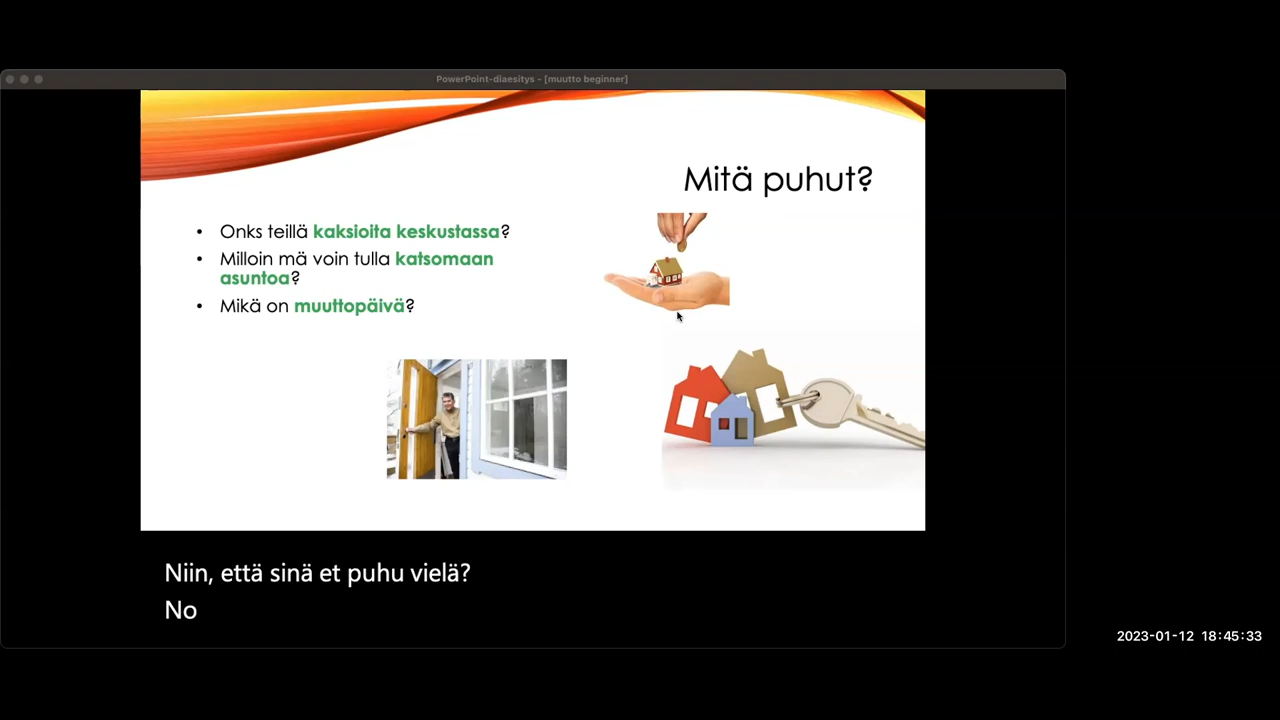 PowerPoint-diaesitys - [muutto beginner]
Mitä puhut?
• Onks teillä kaksioita keskustassa?
• Milloin mä voin tulla katsomaan
asuntoa?
• Mikä on muuttopäivä?
Niin, että sinä et puhu vielä?
No
2023-01-12 18:45:33